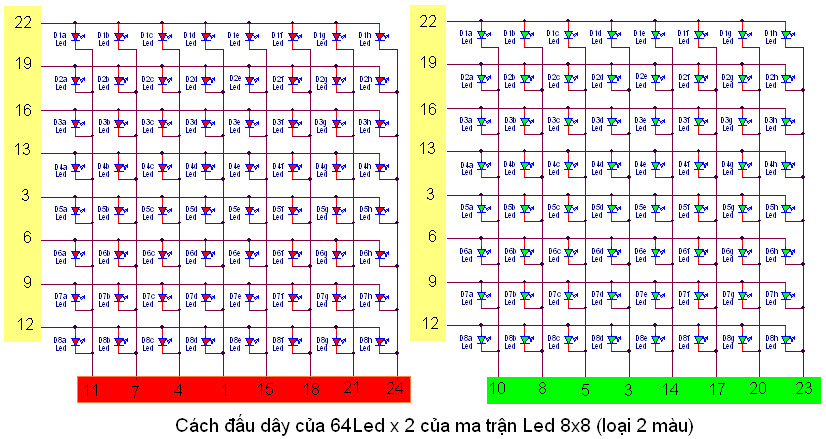 22 22
D1a D1b D1c D1d D1e D1f D1g D1h D1a D1b D1c D1d D1e D1f D1g D1h
Led Led Led Led Led Led Led Led Led Led Led Led Led Led Led Led
19 19
D2a D2b D2c D2d D2e D2f D2g D2h D2a D2b D2c D2d D2e D2f D2g D2h
Led Led Led Led Led Led Led Led Led Led Led Led Led Led Led Led
16 16
D3a D3b D3c D3d D3e D3f D3g D3h D3a D3b D3c D3d D3e D3f D3g D3h
Led Led Led Led Led Led Led Led Led Led Led Led Led Led Led Led
13 13
D4a D4b D4c D4d D4e D4f D4g D4h D4a D4b D4c D4d D4e D4f D4g D4h
Led Led Led Led Led Led Led Led Led Led Led Led Led Led Led Led
3 3
D5a D5b D5c D5d D5e D5f D5g D5h D5a D5b D5c D5d D5e D5f D5g D5h
Led Led Led Led Led Led Led Led Led Led Led Led Led Led Led Led
6 6
D6a D6b D6c D6d D6e D6f D6g D6h D6a D6b D6c D6d D6e D6f D6g D6h
Led Led Led Led Led Led Led Led Led Led Led Led Led Led Led Led
9 9
D7a D7b D7c D7d D7e D7f D7g D7h D7a D7b D7c D7d D7e D7f D7g D7h
Led Led Led Led Led Led Led Led Led Led Led Led Led Led Led Led
12 12
D8a D8b D8c D8d D8e D8f D8g D8h D8a D8b D8c D8d D8e D8f D8g D8h
Led Led Led Led Led Led Led Led Led Led Led Led Led Led Led Led
11 7 4 1 15 18 21 24 10 8 5 3 14 17 20 23
Cách đấu dây của 64Led x 2 của ma trận Led 8x8 (loại 2 màu)